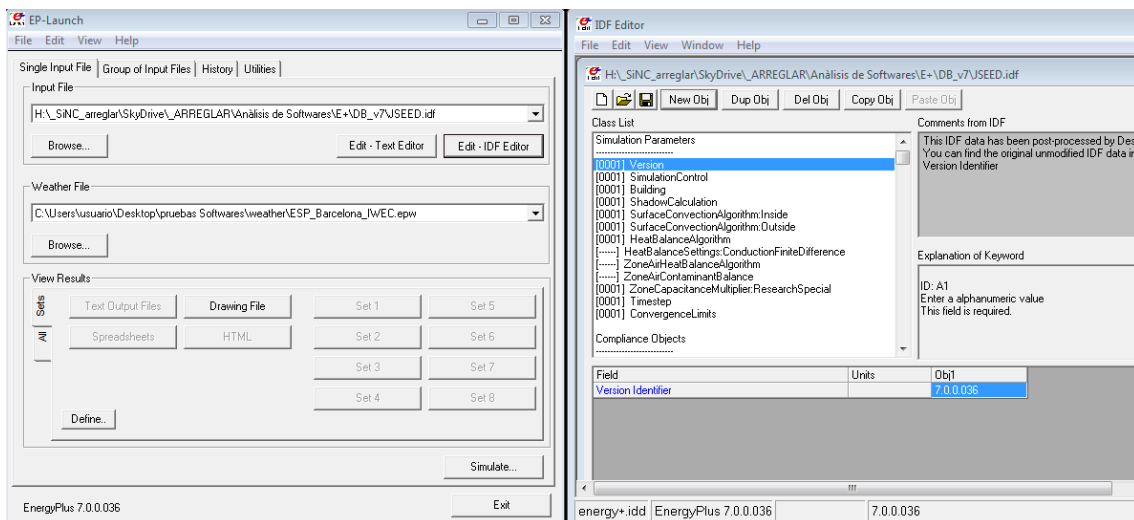 EP-Launch
File Edit View Help
Single Input File Group of Input Files History Utilities
Input File
H:\_SiNC_arreglar\SkyDrive\_ARREGLAR\Anàlisis de Softwares\E+\DB_v7\JSEED.idf
Browse... Edit - Text Editor Edit - IDF Editor
Weather File
C:\Users\usuario\Desktop\pruebas Softwares\weather\ESP_Barcelona_IWEC.epw
Browse...
View Results
Sets
All
Text Output Files Drawing File Set 1 Set 5
Spreadsheets HTML Set 2 Set 6
Set 3 Set 7
Set 4 Set 8
Define..
Simulate...
EnergyPlus 7.0.0.036 Exit
IDF Editor
File Edit View Window Help
H:\_SiNC_arreglar\SkyDrive\_ARREGLAR\Anàlisis de Softwares\E+\DB_v7\JSEED.idf
New Obj Dup Obj Del Obj Copy Obj Paste Obj
Class List
Simulation Parameters
-------------------------
[0001] Version
[0001] SimulationControl
[0001] Building
[0001] ShadowCalculation
[0001] SurfaceConvectionAlgorithm:Inside
[0001] SurfaceConvectionAlgorithm:Outside
[0001] HeatBalanceAlgorithm
[------] HeatBalanceSettings:ConductionFiniteDifference
[------] ZoneAirHeatBalanceAlgorithm
[------] ZoneAirContaminantBalance
[0001] ZoneCapacitanceMultiplier:ResearchSpecial
[0001] Timestep
[0001] ConvergenceLimits
Compliance Objects
-------------------------
Comments from IDF
This IDF data has been post-processed by Des
You can find the original unmodified IDF data in
Version Identifier
Explanation of Keyword
ID: A1
Enter a alphanumeric value
This field is required.
Field Units Obj1
Version Identifier 7.0.0.036
energy+.idd EnergyPlus 7.0.0.036 7.0.0.036